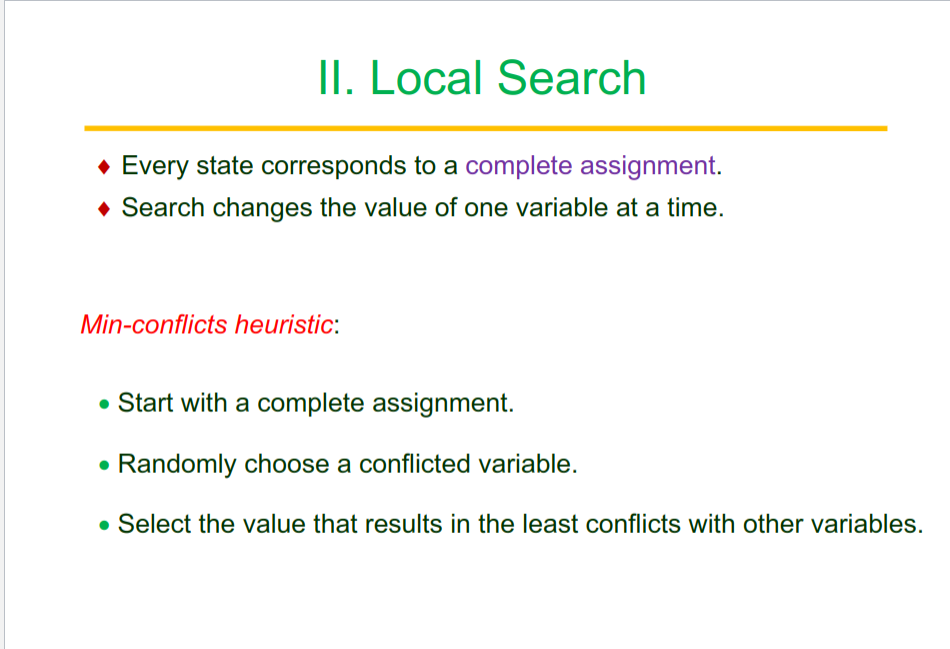 II. Local Search
♦ Every state corresponds to a complete assignment.
♦ Search changes the value of one variable at a time.
Min-conflicts heuristic:
● Start with a complete assignment.
● Randomly choose a conflicted variable.
● Select the value that results in the least conflicts with other variables.